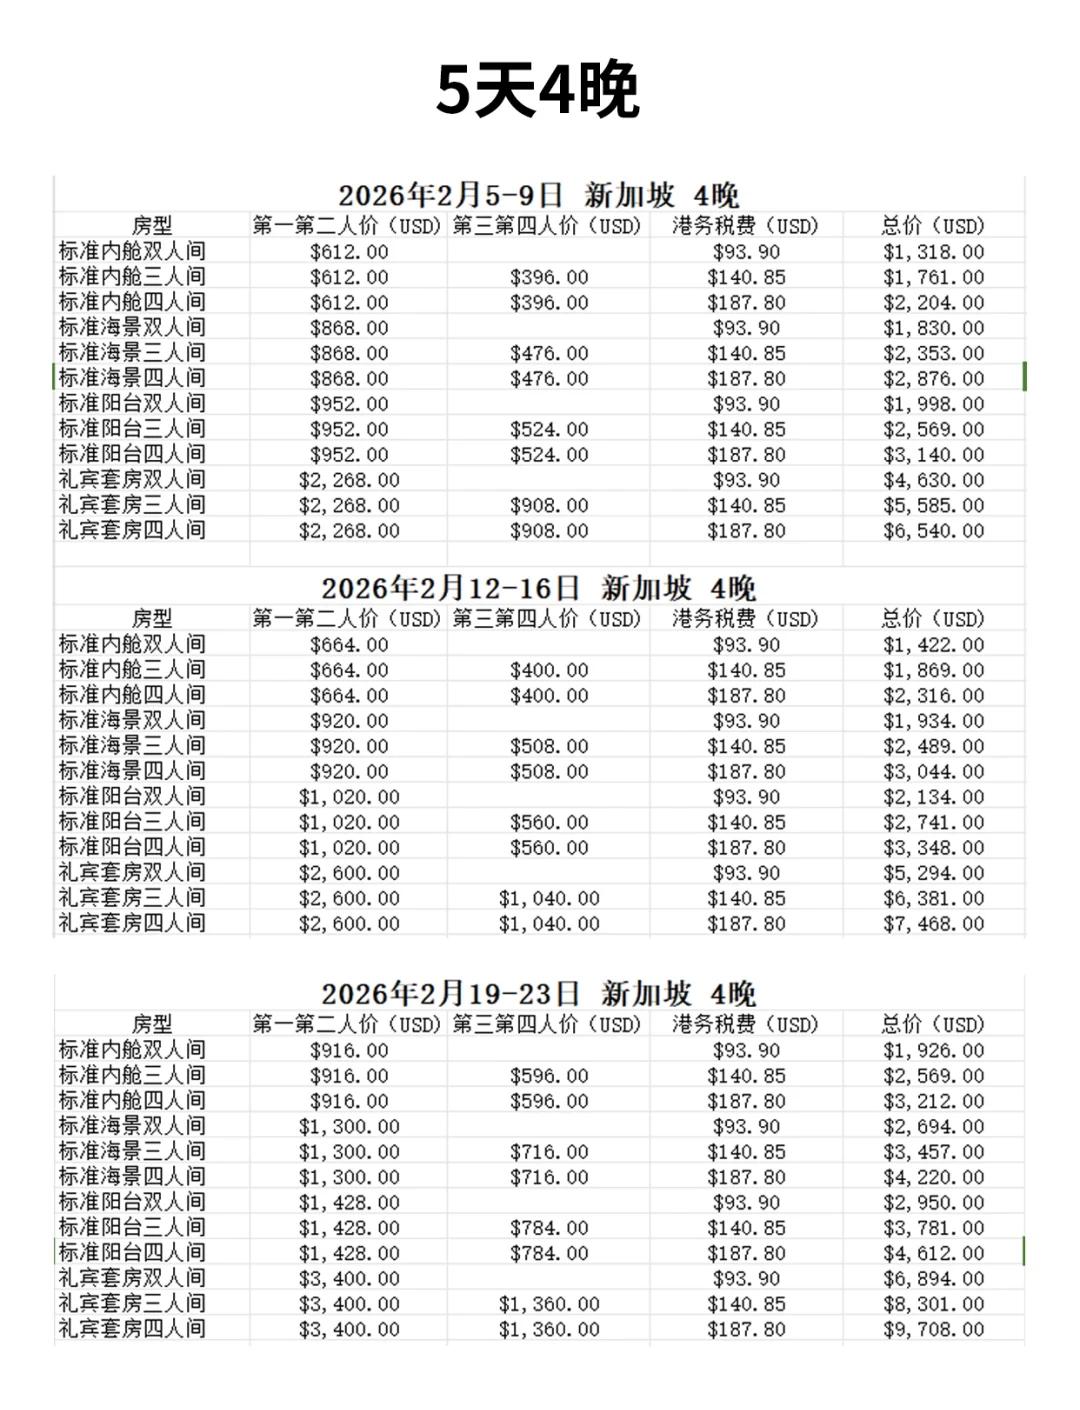 5天4晚
2026年2月5-9日 新加坡 4晚
房型 第一第二人价（USD） 第三第四人价（USD） 港务税费（USD） 总价（USD）
标准内舱双人间 $612.00 $93.90 $1,318.00
标准内舱三人间 $612.00 $396.00 $140.85 $1,761.00
标准内舱四人间 $612.00 $396.00 $187.80 $2,204.00
标准海景双人间 $868.00 $93.90 $1,830.00
标准海景三人间 $868.00 $476.00 $140.85 $2,353.00
标准海景四人间 $868.00 $476.00 $187.80 $2,876.00
标准阳台双人间 $952.00 $93.90 $1,998.00
标准阳台三人间 $952.00 $524.00 $140.85 $2,569.00
标准阳台四人间 $952.00 $524.00 $187.80 $3,140.00
礼宾套房双人间 $2,268.00 $93.90 $4,630.00
礼宾套房三人间 $2,268.00 $908.00 $140.85 $5,585.00
礼宾套房四人间 $2,268.00 $908.00 $187.80 $6,540.00
2026年2月12-16日 新加坡 4晚
房型 第一第二人价（USD） 第三第四人价（USD） 港务税费（USD） 总价（USD）
标准内舱双人间 $664.00 $93.90 $1,422.00
标准内舱三人间 $664.00 $400.00 $140.85 $1,869.00
标准内舱四人间 $664.00 $400.00 $187.80 $2,316.00
标准海景双人间 $920.00 $93.90 $1,934.00
标准海景三人间 $920.00 $508.00 $140.85 $2,489.00
标准海景四人间 $920.00 $508.00 $187.80 $3,044.00
标准阳台双人间 $1,020.00 $93.90 $2,134.00
标准阳台三人间 $1,020.00 $560.00 $140.85 $2,741.00
标准阳台四人间 $1,020.00 $560.00 $187.80 $3,348.00
礼宾套房双人间 $2,600.00 $93.90 $5,294.00
礼宾套房三人间 $2,600.00 $1,040.00 $140.85 $6,381.00
礼宾套房四人间 $2,600.00 $1,040.00 $187.80 $7,468.00
2026年2月19-23日 新加坡 4晚
房型 第一第二人价（USD） 第三第四人价（USD） 港务税费（USD） 总价（USD）
标准内舱双人间 $916.00 $93.90 $1,926.00
标准内舱三人间 $916.00 $596.00 $140.85 $2,569.00
标准内舱四人间 $916.00 $596.00 $187.80 $3,212.00
标准海景双人间 $1,300.00 $93.90 $2,694.00
标准海景三人间 $1,300.00 $716.00 $140.85 $3,457.00
标准海景四人间 $1,300.00 $716.00 $187.80 $4,220.00
标准阳台双人间 $1,428.00 $93.90 $2,950.00
标准阳台三人间 $1,428.00 $784.00 $140.85 $3,781.00
标准阳台四人间 $1,428.00 $784.00 $187.80 $4,612.00
礼宾套房双人间 $3,400.00 $93.90 $6,894.00
礼宾套房三人间 $3,400.00 $1,360.00 $140.85 $8,301.00
礼宾套房四人间 $3,400.00 $1,360.00 $187.80 $9,708.00